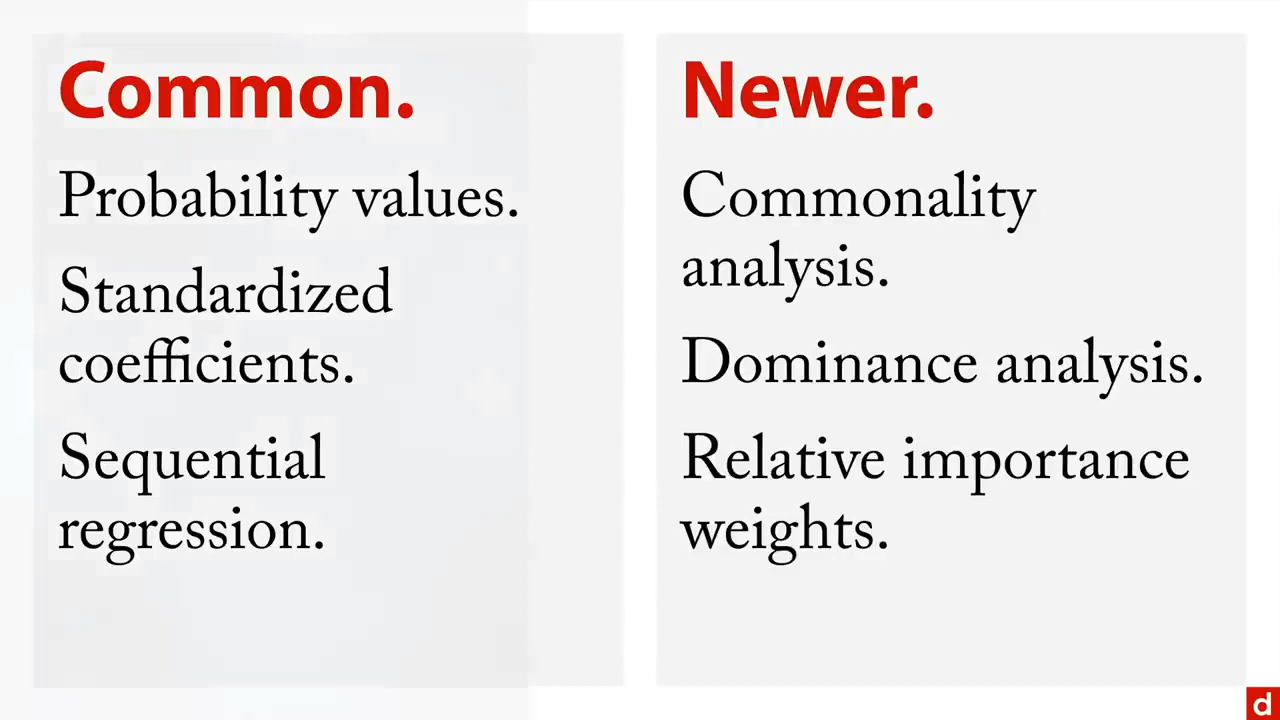 Common.
Probability values.
Standardized
coefficients.
Sequential
regression.
Newer.
Commonality
analysis.
Dominance analysis.
Relative importance
weights.
d